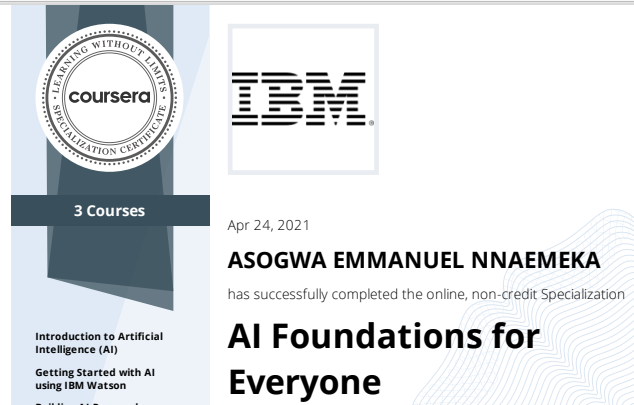 LEARNING WITHOUT LIMITS
coursera
SPECIALIZATION CERTIFICATE
IBM®
3 Courses
Apr 24, 2021
ASOGWA EMMANUEL NNAEMEKA
has successfully completed the online, non-credit Specialization
AI Foundations for
Everyone
Introduction to Artificial
Intelligence (AI)
Getting Started with AI
using IBM Watson